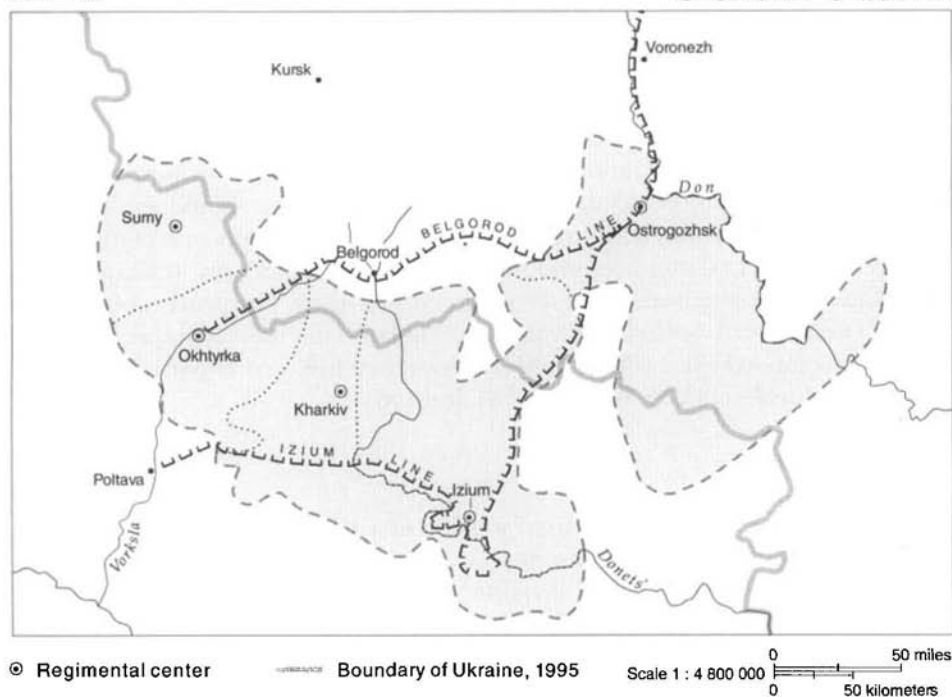 Voronezh
Kursk
Don
Sumy
BELGOROD LINE
Ostrogozhsk
Belgorod
Okhtyrka
Kharkiv
IZIUM LINE
Poltava
Izium
Vorksla
Donets'
Regimental center
Boundary of Ukraine, 1995
Scale 1 : 4 800 000
0 50 miles
0 50 kilometers